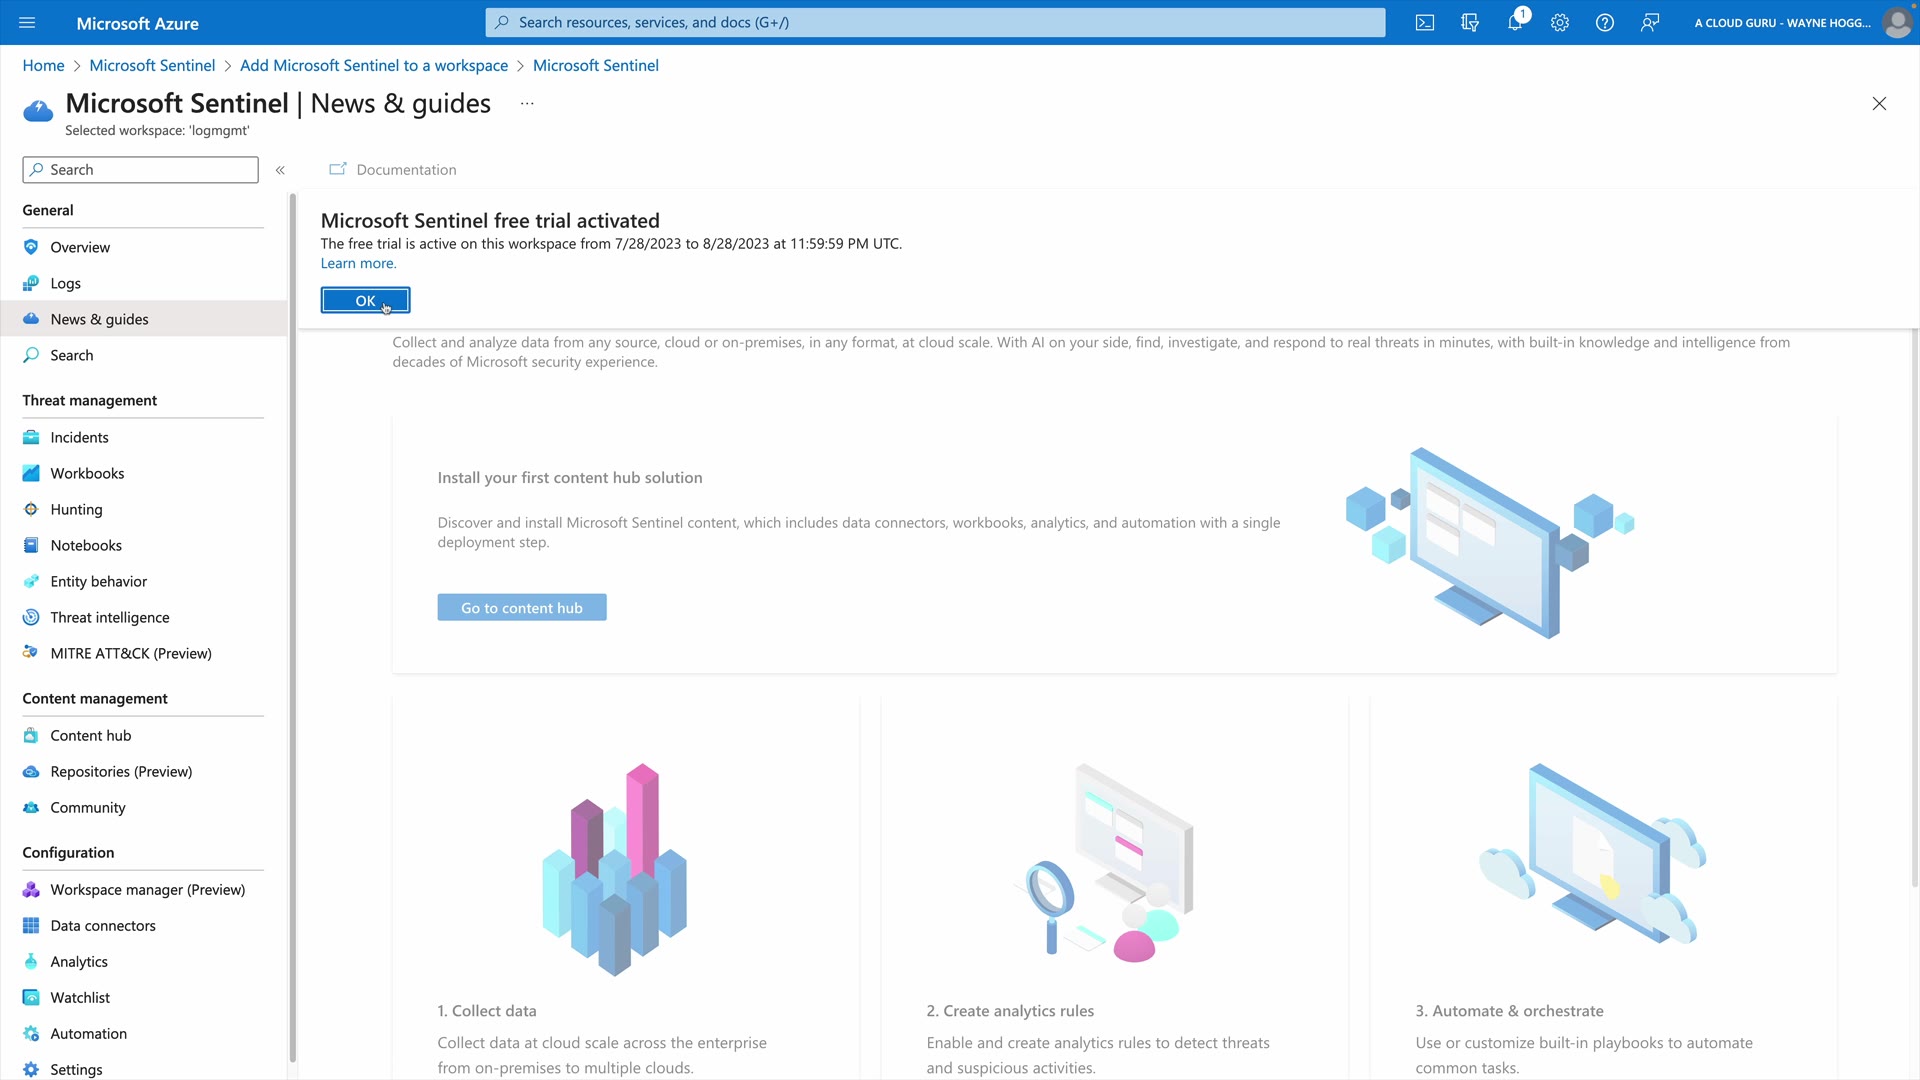 Microsoft Azure
Search resources, services, and docs (G+/)
1
A CLOUD GURU - WAYNE HOGG...
Home > Microsoft Sentinel > Add Microsoft Sentinel to a workspace > Microsoft Sentinel
Microsoft Sentinel | News & guides ...
Selected workspace: 'logmgmt'
Search
«
Documentation
General
Overview
Logs
News & guides
Search
Threat management
Incidents
Workbooks
Hunting
Notebooks
Entity behavior
Threat intelligence
MITRE ATT&CK (Preview)
Content management
Content hub
Repositories (Preview)
Community
Configuration
Workspace manager (Preview)
Data connectors
Analytics
Watchlist
Automation
Settings
Microsoft Sentinel free trial activated
The free trial is active on this workspace from 7/28/2023 to 8/28/2023 at 11:59:59 PM UTC.
Learn more.
OK
Collect and analyze data from any source, cloud or on-premises, in any format, at cloud scale. With AI on your side, find, investigate, and respond to real threats in minutes, with built-in knowledge and intelligence from
decades of Microsoft security experience.
Install your first content hub solution
Discover and install Microsoft Sentinel content, which includes data connectors, workbooks, analytics, and automation with a single
deployment step.
Go to content hub
1. Collect data
Collect data at cloud scale across the enterprise
from on-premises to multiple clouds.
2. Create analytics rules
Enable and create analytics rules to detect threats
and suspicious activities.
3. Automate & orchestrate
Use or customize built-in playbooks to automate
common tasks.